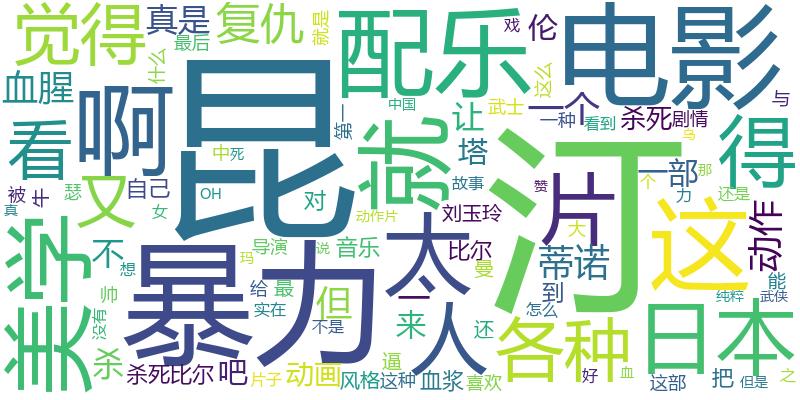 觉得 真是 复仇 就是 配乐 戏 伦 电影
最后 什么 这么 与
血腥 昆 中国 武士 一个 杀死 剧情
啊 第一 让 一种 看到 得
看 中 死 就 塔 汅 一部 乌 那
被 牛 瑟 自己 OH 对 故事 赞 片 个 力 还是
真 女 又 动作片 刘玉玲 大 这 动作
美学 不 想 导演 说 音乐 太 比尔 蒂诺
暴力 玛 曼 到 能
帅 给 最 一 怎么 纯粹 武侠
没有 实在 但 来 还 人 各种 日本 之
杀 不是 逼
杀死比尔 吧 片子 动画 风格 这种 血浆 喜欢 好 血 这部 把 但是